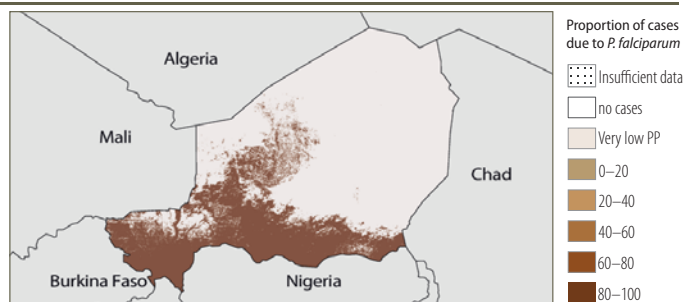 Proportion of cases
due to P. falciparum
Insufficient data
no cases
Very low PP
0–20
20–40
40–60
60–80
80–100
Algeria
Mali
Chad
Burkina Faso
Nigeria